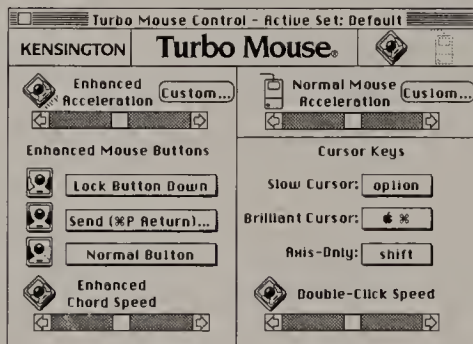 Turbo Mouse Control - Active Set: Default
KENSINGTON
Turbo Mouse®
Enhanced
Acceleration
Custom...
Normal Mouse
Acceleration
Custom...
Enhanced Mouse Buttons
Lock Button Down
Send (⌘P Return)...
Normal Button
Enhanced
Chord Speed
Cursor Keys
Slow Cursor: option
Brilliant Cursor:  ⌘
Axis-Only: shift
Double-Click Speed